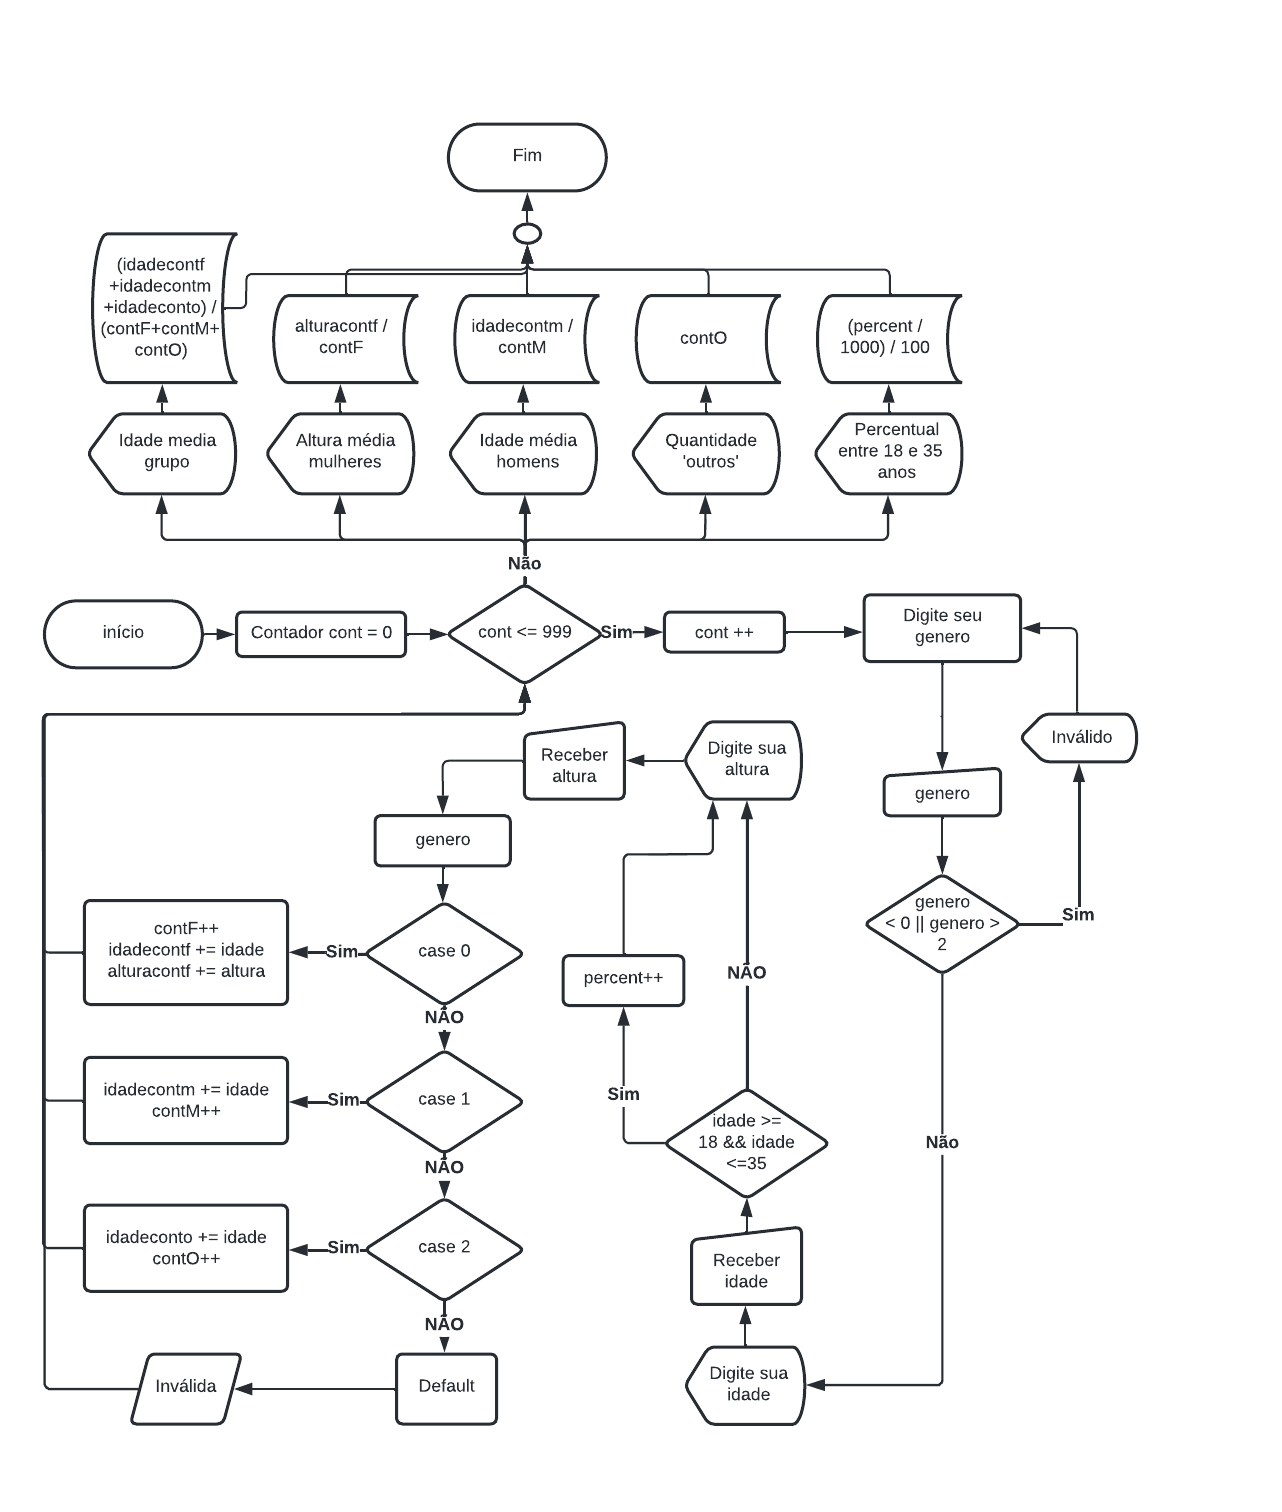 Fim
(idadecontf
+idadecontm
+idadeconto) /
(contF+contM+
contO)
alturacontf /
contF
idadecontm /
contM
contO
(percent /
1000) / 100
Idade media
grupo
Altura média
mulheres
Idade média
homens
Quantidade
'outros'
Percentual
entre 18 e 35
anos
Não
início
Contador cont = 0
cont <= 999
Sim
cont ++
Digite seu
genero
Inválido
genero
genero
< 0 || genero >
2
Sim
Não
Digite sua
altura
Receber
altura
genero
case 0
Sim
contF++
idadecontf += idade
alturacontf += altura
NÃO
case 1
Sim
idadecontm += idade
contM++
NÃO
case 2
Sim
idadeconto += idade
contO++
NÃO
Default
Inválida
percent++
NÃO
Sim
idade >=
18 && idade
<=35
Receber
idade
Digite sua
idade